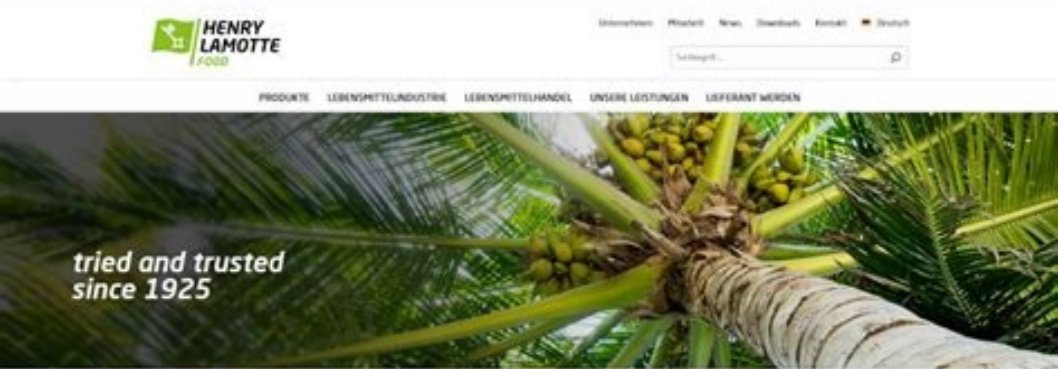 HENRY
LAMOTTE
FOOD
Unternehmen Mitarbeit News Downloads Kontakt Deutsch
Suchbegriff...
PRODUKTE LEBENSMITTELINDUSTRIE LEBENSMITTELHANDEL UNSERE LEISTUNGEN LIEFERANT WERDEN
tried and trusted
since 1925